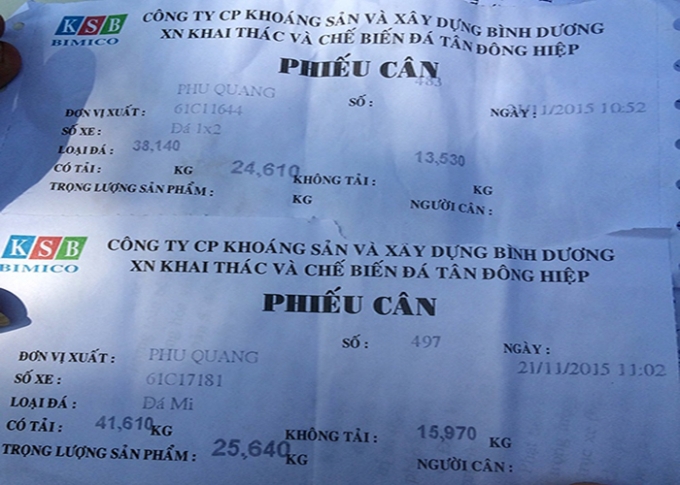 KSB
BIMICO
CÔNG TY CP KHOÁNG SẢN VÀ XÂY DỰNG BÌNH DƯƠNG
XN KHAI THÁC VÀ CHẾ BIẾN ĐÁ TÂN ĐÔNG HIỆP
PHIẾU CÂN
PHU QUANG 483
ĐƠN VỊ XUẤT : 61C11644 SỐ : NGÀY : 21/11/2015 10:52
SỐ XE : Đá 1x2
LOẠI ĐÁ : 38,140 13,530
CÓ TẢI : KG 24,610 KHÔNG TẢI : KG
TRỌNG LƯỢNG SẢN PHẨM : KG NGƯỜI CÂN :
KSB
BIMICO
CÔNG TY CP KHOÁNG SẢN VÀ XÂY DỰNG BÌNH DƯƠNG
XN KHAI THÁC VÀ CHẾ BIẾN ĐÁ TÂN ĐÔNG HIỆP
PHIẾU CÂN
ĐƠN VỊ XUẤT : PHU QUANG SỐ : 497 NGÀY :
SỐ XE : 61C17181 21/11/2015 11:02
LOẠI ĐÁ : Đá Mi
CÓ TẢI : 41,610 KG KHÔNG TẢI : 15,970 KG
TRỌNG LƯỢNG SẢN PHẨM : 25,640 KG NGƯỜI CÂN :